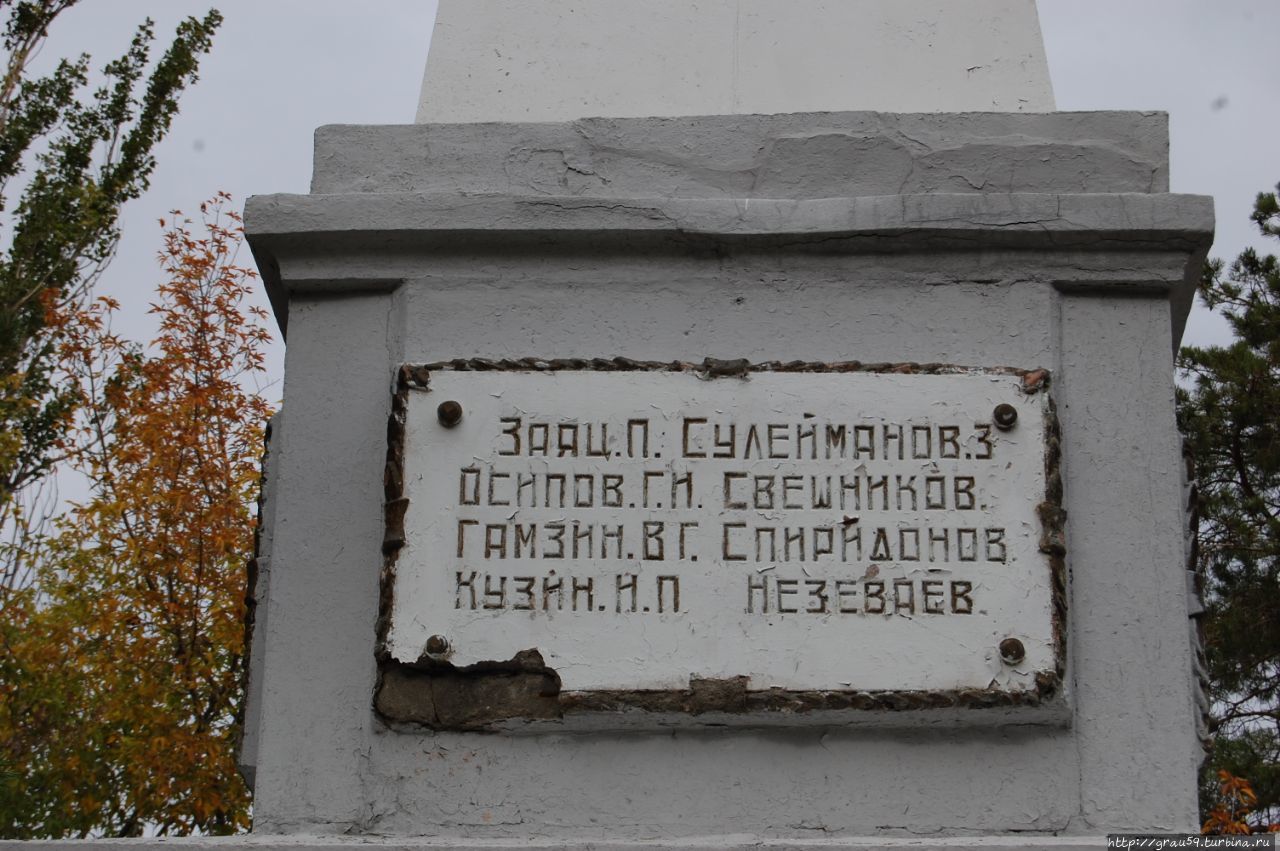 ЗАЯЦ.П. СУЛЕЙМАНОВ.З
ОСИПОВ.Г.И. СВЕШНИКОВ.
ГАМЗИН.В Г. СПИРИДОНОВ
КУЗИН.И.П НЕЗЕВАЕВ.
http://grau59.turbina.ru